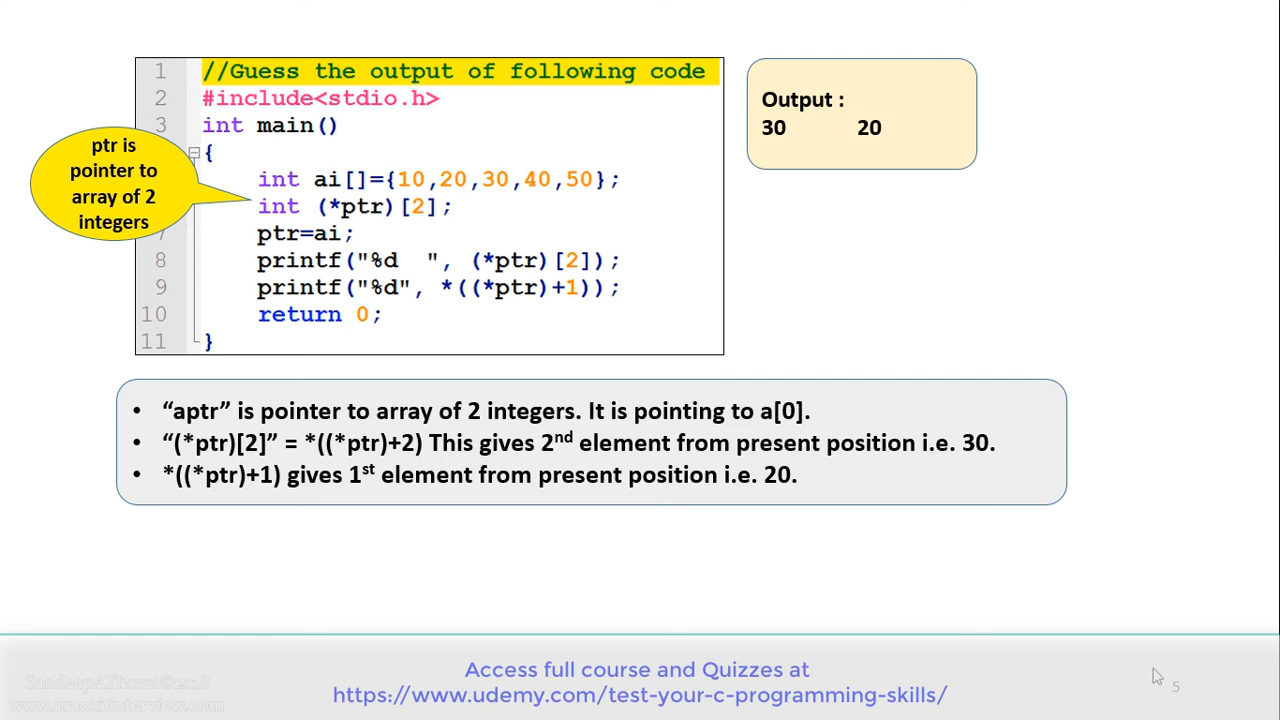 1 //Guess the output of following code
2 #include<stdio.h>
3 int main()
{
int ai[]={10,20,30,40,50};
int (*ptr)[2];
7 ptr=ai;
8 printf("%d  ", (*ptr)[2]);
9 printf("%d", *((*ptr)+1));
10 return 0;
11 }
ptr is
pointer to
array of 2
integers
Output :
30 20
• “aptr” is pointer to array of 2 integers. It is pointing to a[0].
• “(*ptr)[2]” = *((*ptr)+2) This gives 2nd element from present position i.e. 30.
• *((*ptr)+1) gives 1st element from present position i.e. 20.
Access full course and Quizzes at
https://www.udemy.com/test-your-c-programming-skills/
5
www.crackitinterview.com